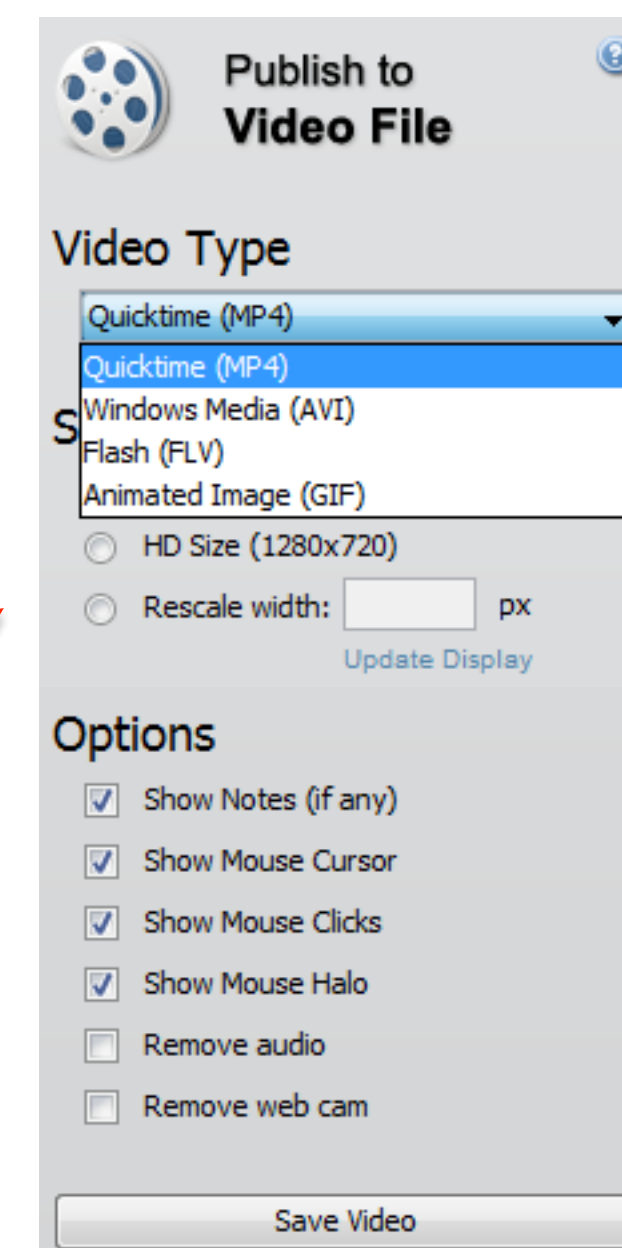 Publish to
Video File
Video Type
Quicktime (MP4)
Quicktime (MP4)
Windows Media (AVI)
S
Flash (FLV)
Animated Image (GIF)
HD Size (1280x720)
Rescale width: px
Update Display
Options
Show Notes (if any)
Show Mouse Cursor
Show Mouse Clicks
Show Mouse Halo
Remove audio
Remove web cam
Save Video